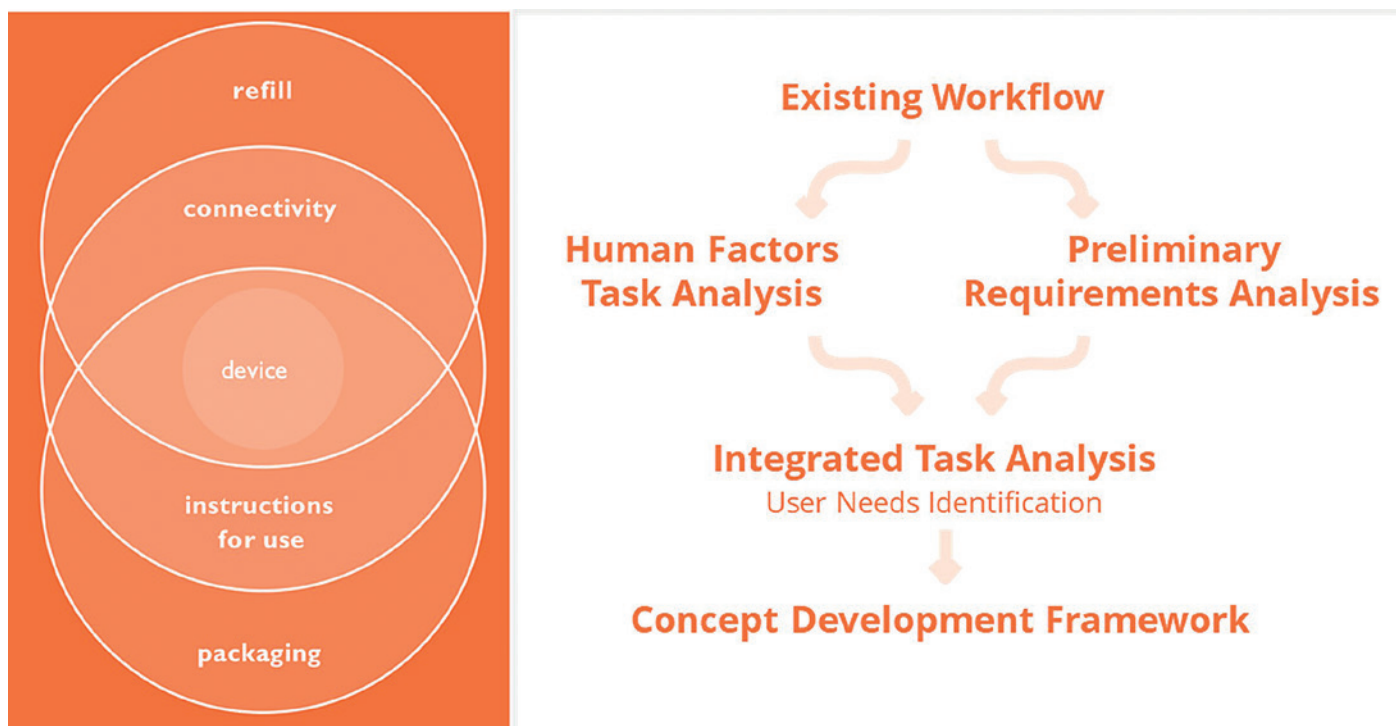 refill
connectivity
device
instructions
for use
packaging
Existing Workflow
Human Factors
Task Analysis
Preliminary
Requirements Analysis
Integrated Task Analysis
User Needs Identification
Concept Development Framework